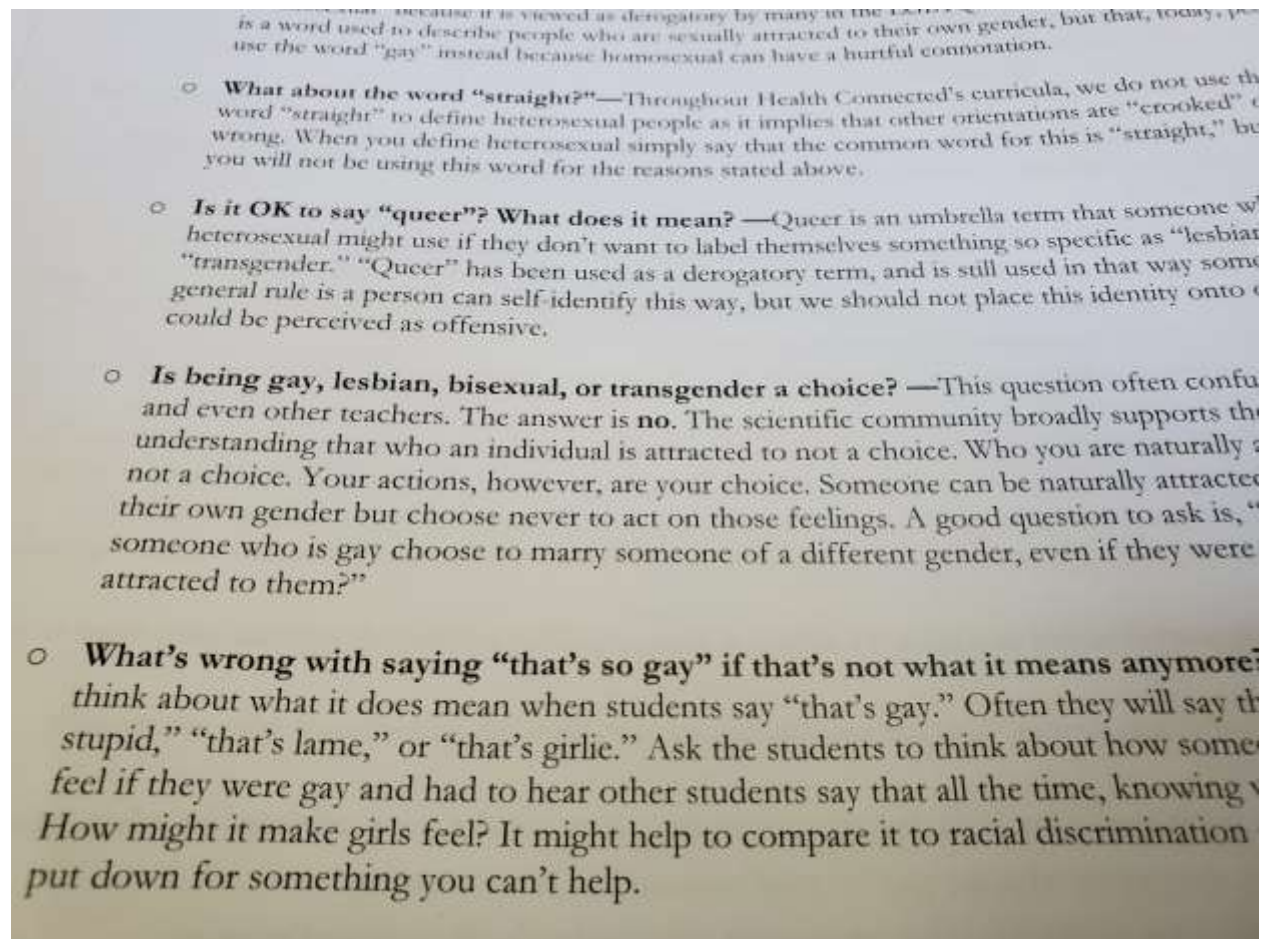 because it is viewed as derogatory by many in the
is a word used to describe people who are sexually attracted to their own gender, but that, today,
use the word "gay" instead because homosexual can have a hurtful connotation.
○ What about the word "straight?"—Throughout Health Connected's curricula, we do not use th
word "straight" to define heterosexual people as it implies that other orientations are "crooked"
wrong. When you define heterosexual simply say that the common word for this is "straight," bu
you will not be using this word for the reasons stated above.
○ Is it OK to say "queer"? What does it mean? —Queer is an umbrella term that someone w
heterosexual might use if they don't want to label themselves something so specific as "lesbian
"transgender." "Queer" has been used as a derogatory term, and is still used in that way some
general rule is a person can self-identify this way, but we should not place this identity onto
could be perceived as offensive.
○ Is being gay, lesbian, bisexual, or transgender a choice? —This question often confu
and even other teachers. The answer is no. The scientific community broadly supports the
understanding that who an individual is attracted to not a choice. Who you are naturally a
not a choice. Your actions, however, are your choice. Someone can be naturally attracted
their own gender but choose never to act on those feelings. A good question to ask is, "
someone who is gay choose to marry someone of a different gender, even if they were
attracted to them?"
○ What's wrong with saying "that's so gay" if that's not what it means anymore?
think about what it does mean when students say "that's gay." Often they will say th
stupid," "that's lame," or "that's girlie." Ask the students to think about how some
feel if they were gay and had to hear other students say that all the time, knowing
How might it make girls feel? It might help to compare it to racial discrimination
put down for something you can't help.